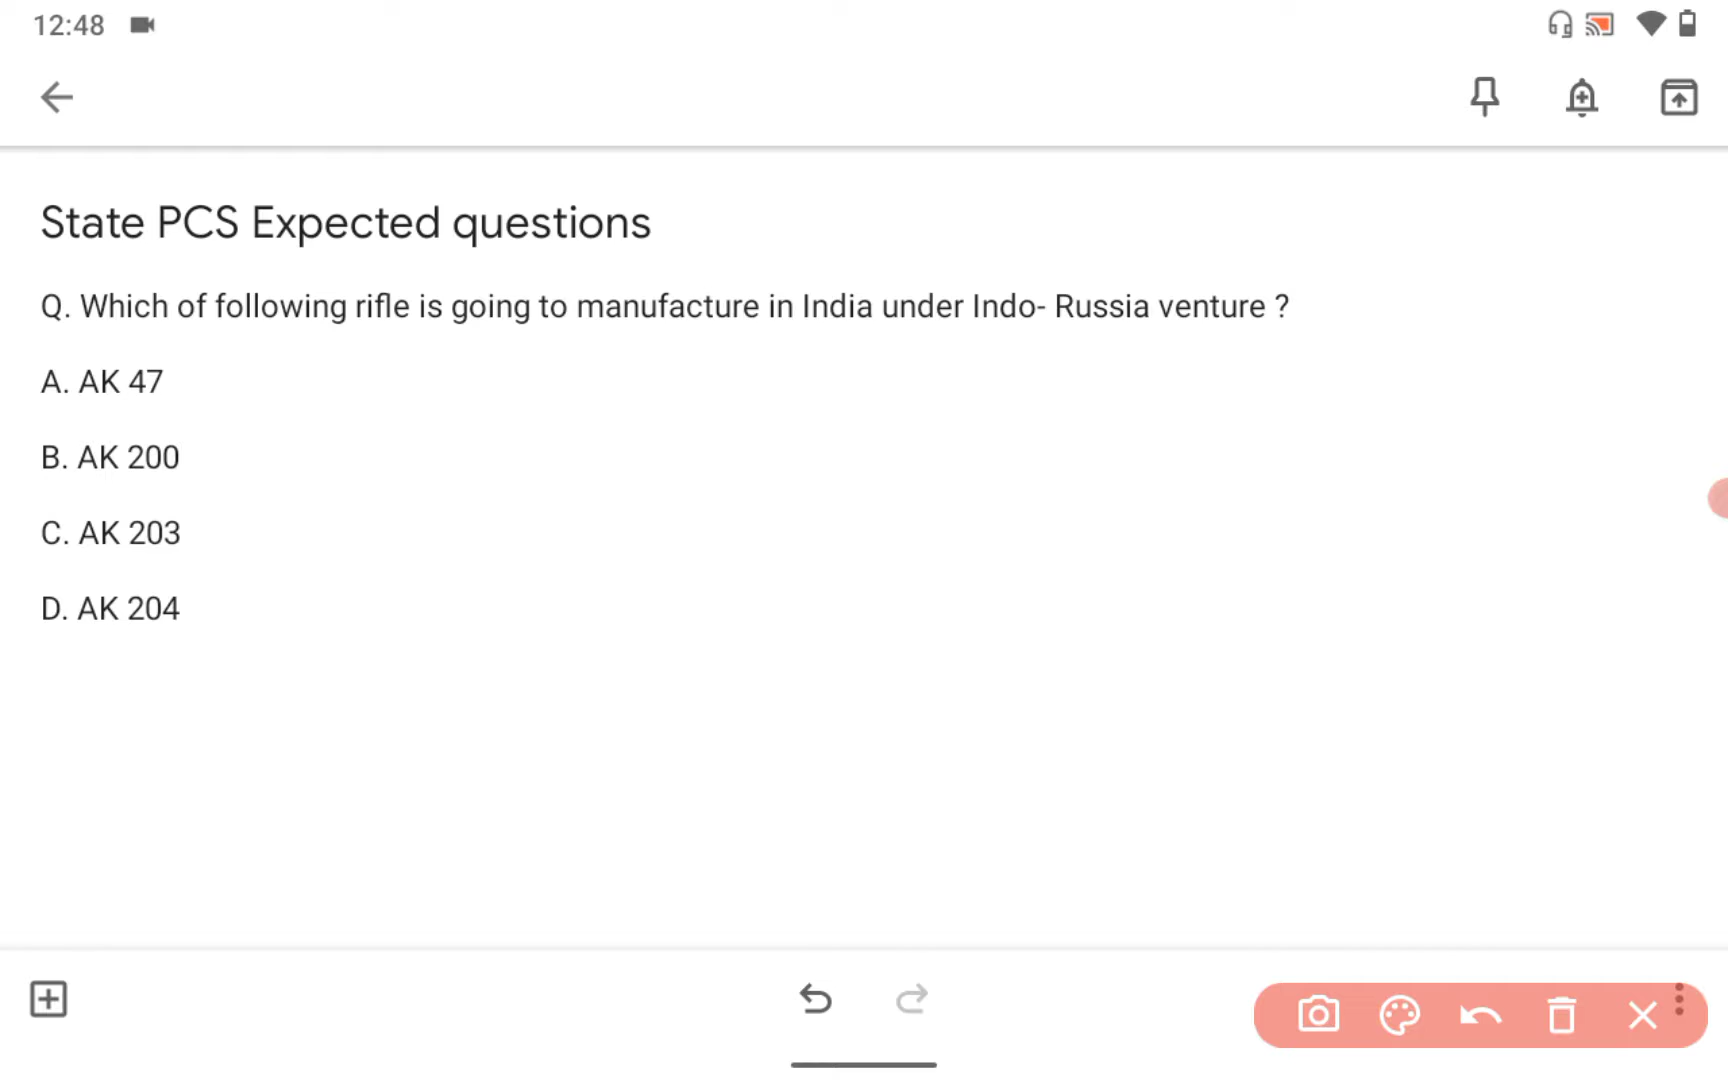 12:48
State PCS Expected questions
Q. Which of following rifle is going to manufacture in India under Indo- Russia venture ?
A. AK 47
B. AK 200
C. AK 203
D. AK 204